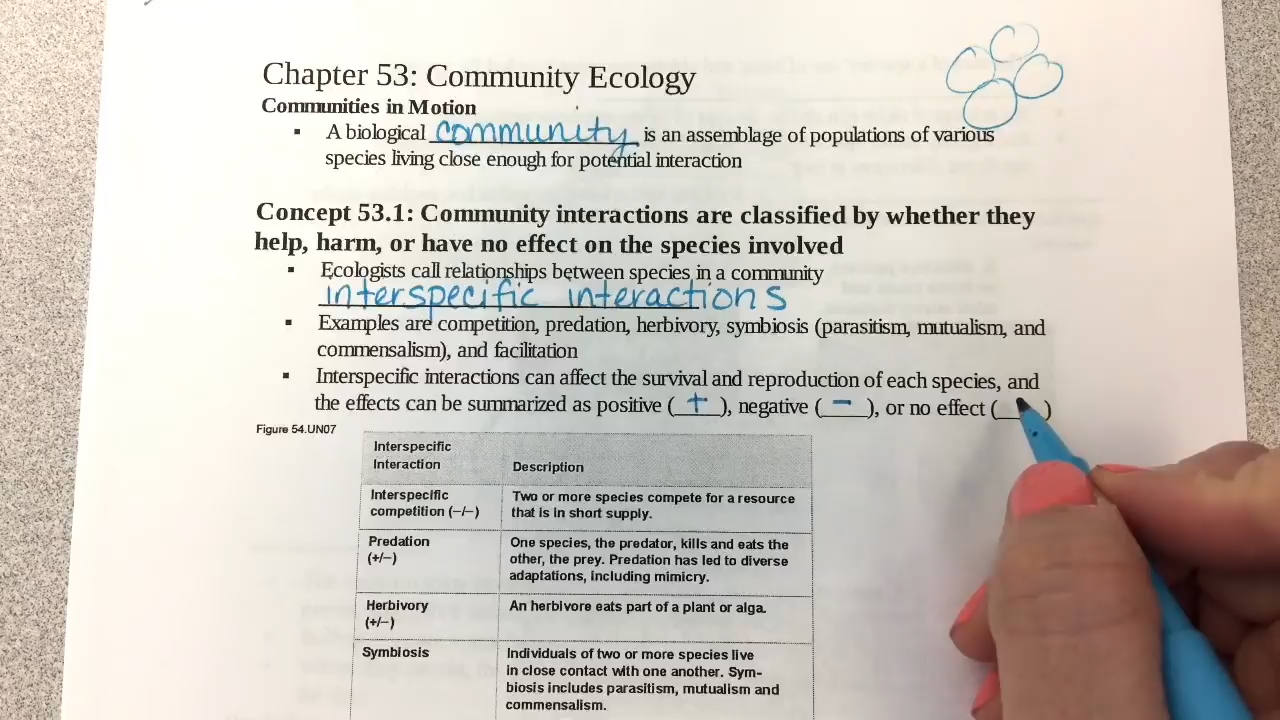 Chapter 53: Community Ecology
Communities in Motion
▪ A biological community is an assemblage of populations of various
species living close enough for potential interaction
Concept 53.1: Community interactions are classified by whether they
help, harm, or have no effect on the species involved
▪ Ecologists call relationships between species in a community
interspecific interactions
▪ Examples are competition, predation, herbivory, symbiosis (parasitism, mutualism, and
commensalism), and facilitation
▪ Interspecific interactions can affect the survival and reproduction of each species, and
the effects can be summarized as positive ( + ), negative ( - ), or no effect (___)
Figure 54.UN07
Interspecific
Interaction
Description
Interspecific
competition (–/–)
Two or more species compete for a resource
that is in short supply.
Predation
(+/–)
One species, the predator, kills and eats the
other, the prey. Predation has led to diverse
adaptations, including mimicry.
Herbivory
(+/–)
An herbivore eats part of a plant or alga.
Symbiosis
Individuals of two or more species live
in close contact with one another. Sym-
biosis includes parasitism, mutualism and
commensalism.